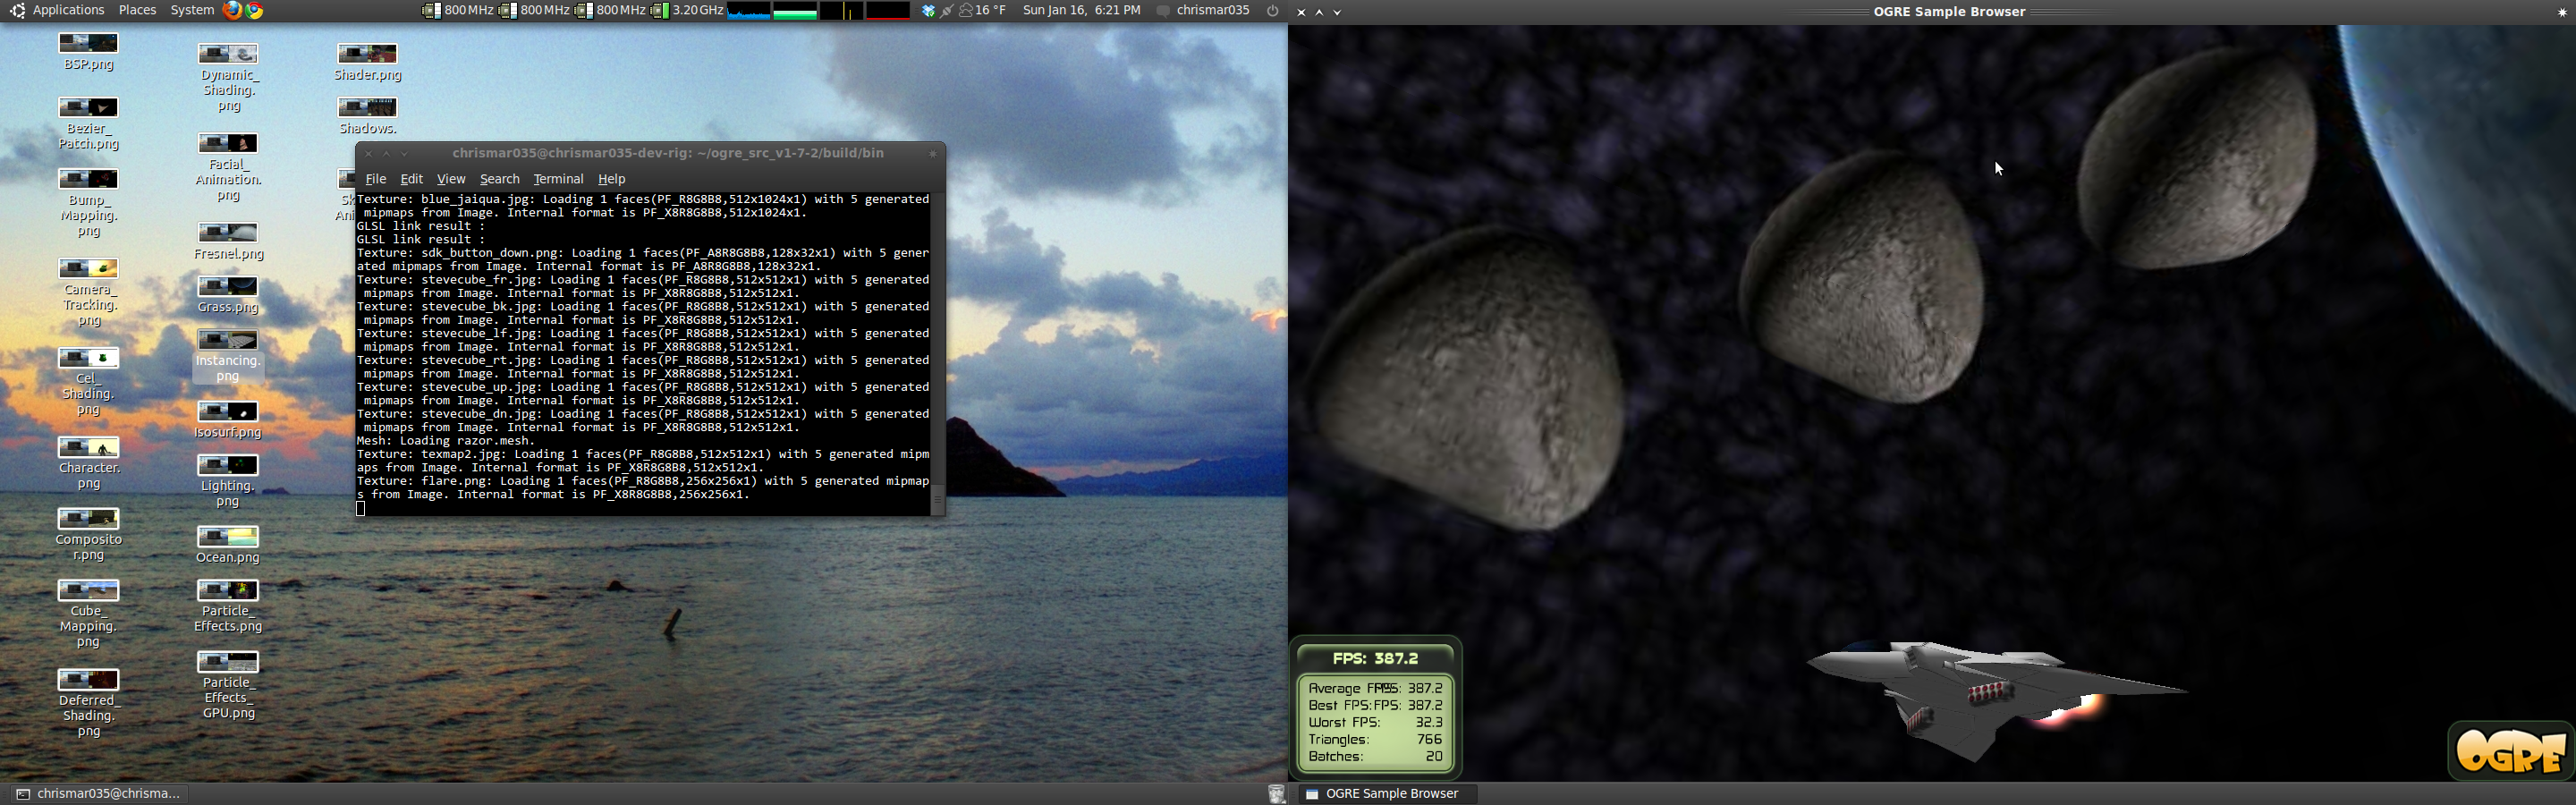 Applications Places System 800 MHz 800 MHz 800 MHz 3.20 GHz 16 °F Sun Jan 16, 6:21 PM chrismar035
BSP.png
Bezier_
Patch.png
Bump_
Mapping.
png
Camera_
Tracking.
png
Cel_
Shading.
png
Character.
png
Composito
r.png
Cube_
Mapping.
png
Deferred_
Shading.
png
Dynamic_
Shading.
png
Facial_
Animation.
png
Fresnel.png
Grass.png
Instancing.
png
Isosurf.png
Lighting.
png
Ocean.png
Particle_
Effects.png
Particle_
Effects_
GPU.png
Shader.png
Shadows.
Sk
Ani
chrismar035@chrismar035-dev-rig: ~/ogre_src_v1-7-2/build/bin
File Edit View Search Terminal Help
Texture: blue_jaiqua.jpg: Loading 1 faces(PF_R8G8B8,512x1024x1) with 5 generated
mipmaps from Image. Internal format is PF_X8R8G8B8,512x1024x1.
GLSL link result :
GLSL link result :
Texture: sdk_button_down.png: Loading 1 faces(PF_A8R8G8B8,128x32x1) with 5 gener
ated mipmaps from Image. Internal format is PF_A8R8G8B8,128x32x1.
Texture: stevecube_fr.jpg: Loading 1 faces(PF_R8G8B8,512x512x1) with 5 generated
mipmaps from Image. Internal format is PF_X8R8G8B8,512x512x1.
Texture: stevecube_bk.jpg: Loading 1 faces(PF_R8G8B8,512x512x1) with 5 generated
mipmaps from Image. Internal format is PF_X8R8G8B8,512x512x1.
Texture: stevecube_lf.jpg: Loading 1 faces(PF_R8G8B8,512x512x1) with 5 generated
mipmaps from Image. Internal format is PF_X8R8G8B8,512x512x1.
Texture: stevecube_rt.jpg: Loading 1 faces(PF_R8G8B8,512x512x1) with 5 generated
mipmaps from Image. Internal format is PF_X8R8G8B8,512x512x1.
Texture: stevecube_up.jpg: Loading 1 faces(PF_R8G8B8,512x512x1) with 5 generated
mipmaps from Image. Internal format is PF_X8R8G8B8,512x512x1.
Texture: stevecube_dn.jpg: Loading 1 faces(PF_R8G8B8,512x512x1) with 5 generated
mipmaps from Image. Internal format is PF_X8R8G8B8,512x512x1.
Mesh: Loading razor.mesh.
Texture: texmap2.jpg: Loading 1 faces(PF_R8G8B8,512x512x1) with 5 generated mipm
aps from Image. Internal format is PF_X8R8G8B8,512x512x1.
Texture: flare.png: Loading 1 faces(PF_R8G8B8,256x256x1) with 5 generated mipmap
s from Image. Internal format is PF_X8R8G8B8,256x256x1.
chrismar035@chrisma...
OGRE Sample Browser
FPS: 387.2
Average FPS: 387.2
Best FPS:FPS: 387.2
Worst FPS: 32.3
Triangles: 766
Batches: 20
OGRE
OGRE Sample Browser